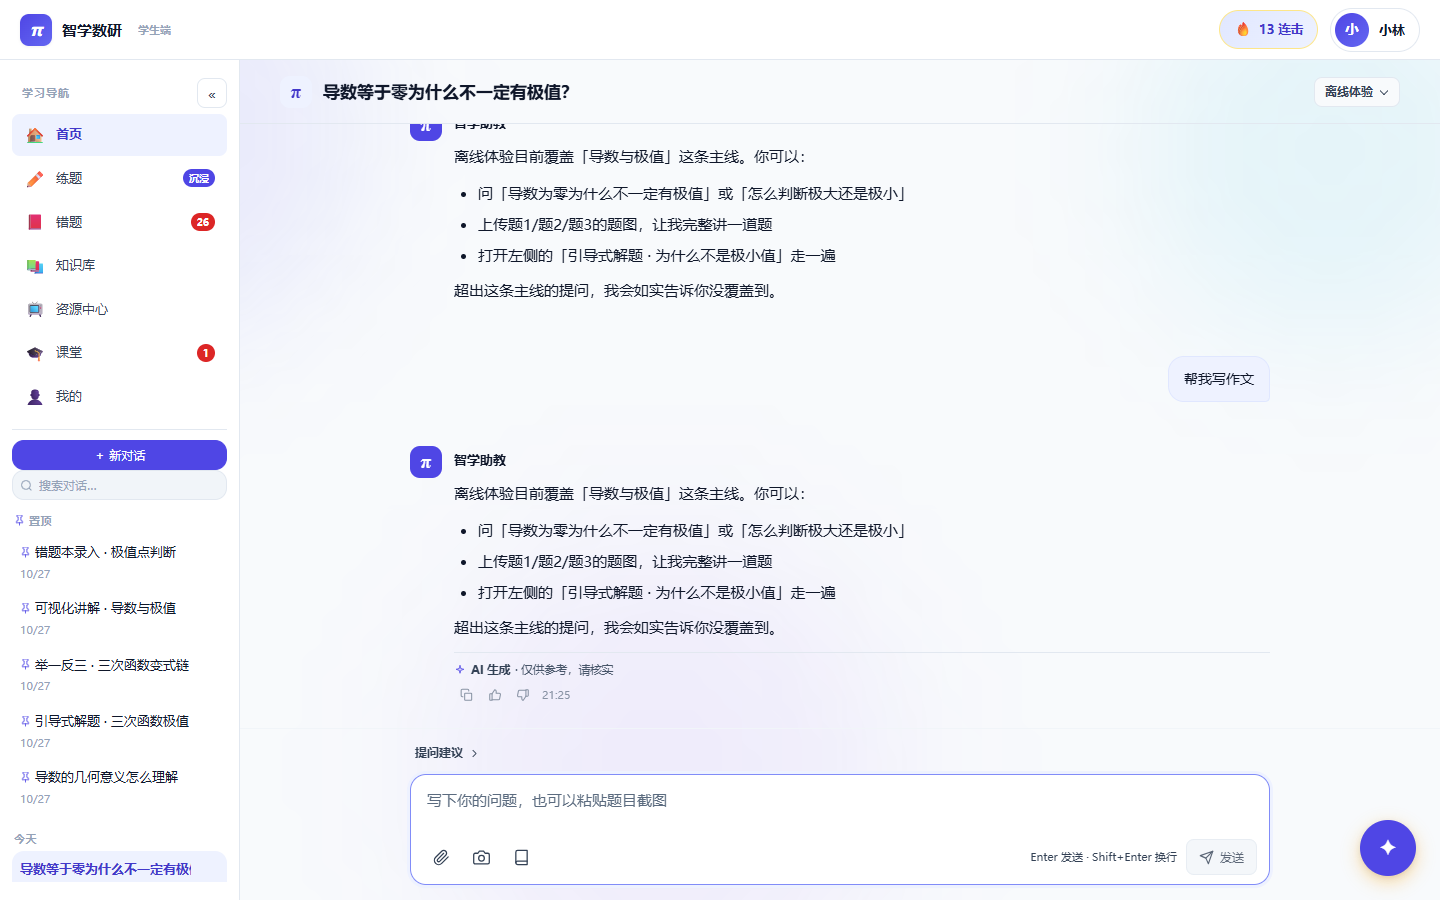 π 智学数研 学生端
13 连击
小 小林
学习导航
«
首页
练题 沉浸
错题 26
知识库
资源中心
课堂 1
我的
+ 新对话
搜索对话...
置顶
错题本录入 · 极值点判断
10/27
可视化讲解 · 导数与极值
10/27
举一反三 · 三次函数变式链
10/27
引导式解题 · 三次函数极值
10/27
导数的几何意义怎么理解
10/27
今天
导数等于零为什么不一定有极
π 导数等于零为什么不一定有极值？
离线体验
π 智学助教
离线体验目前覆盖「导数与极值」这条主线。你可以：
• 问「导数为零为什么不一定有极值」或「怎么判断极大还是极小」
• 上传题1/题2/题3的题图，让我完整讲一道题
• 打开左侧的「引导式解题 · 为什么不是极小值」走一遍
超出这条主线的提问，我会如实告诉你没覆盖到。
帮我写作文
π 智学助教
离线体验目前覆盖「导数与极值」这条主线。你可以：
• 问「导数为零为什么不一定有极值」或「怎么判断极大还是极小」
• 上传题1/题2/题3的题图，让我完整讲一道题
• 打开左侧的「引导式解题 · 为什么不是极小值」走一遍
超出这条主线的提问，我会如实告诉你没覆盖到。
AI 生成 · 仅供参考，请核实
21:25
提问建议
写下你的问题，也可以粘贴题目截图
Enter 发送 · Shift+Enter 换行
发送